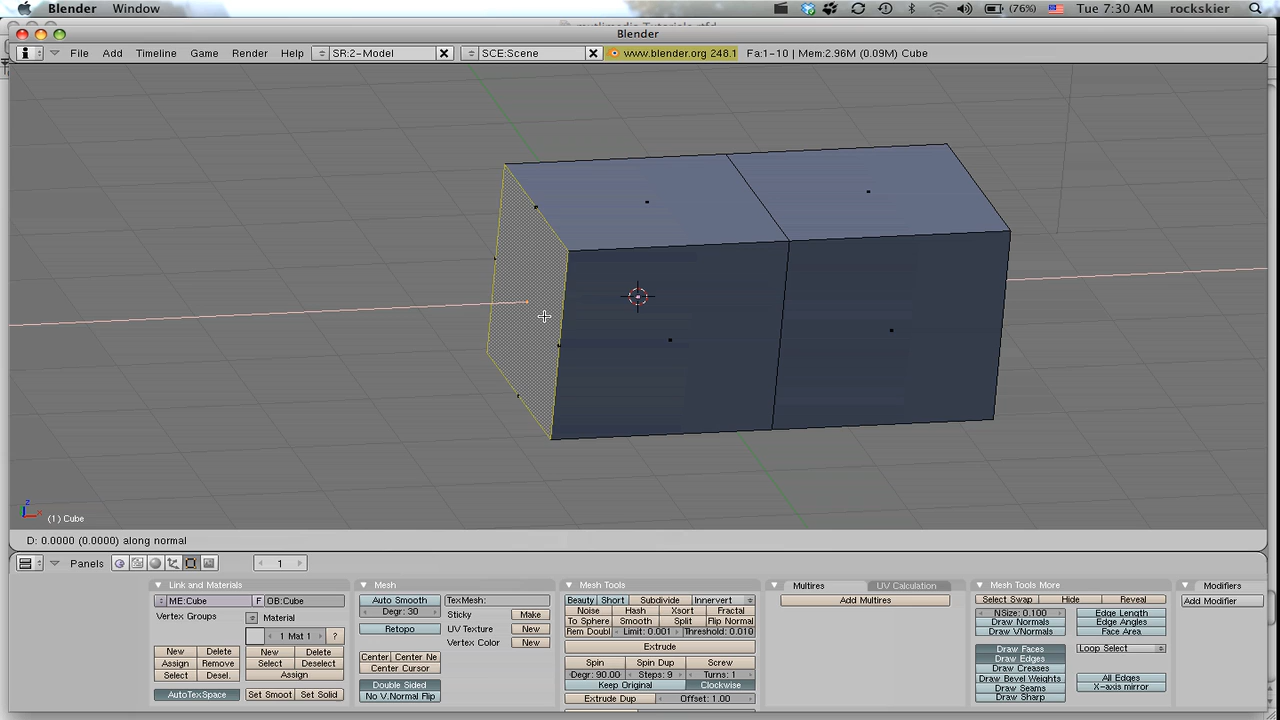 Blender Window (76%) Tue 7:30 AM rockskier
Blender
File Add Timeline Game Render Help SR:2-Model SCE:Scene www.blender.org 248.1 Fa:1-10 | Mem:2.96M (0.09M) Cube
z
x
(1) Cube
D: 0.0000 (0.0000) along normal
Panels 1
Link and Materials
ME:Cube F OB:Cube
Vertex Groups Material
1 Mat 1 ?
New Delete New Delete
Assign Remove Select Deselect
Select Desel. Assign
AutoTexSpace Set Smoot Set Solid
Mesh
Auto Smooth TexMesh:
Degr: 30 Sticky Make
Retopo UV Texture New
Vertex Color New
Center Center Ne
Center Cursor
Double Sided
No V.Normal Flip
Mesh Tools
Beauty Short Subdivide Innervert
Noise Hash Xsort Fractal
To Sphere Smooth Split Flip Normal
Rem Doubl Limit: 0.001 Threshold: 0.010
Extrude
Spin Spin Dup Screw
Degr: 90.00 Steps: 9 Turns: 1
Keep Original Clockwise
Extrude Dup Offset: 1.00
Multires UV Calculation
Add Multires
Mesh Tools More
Select Swap Hide Reveal
NSize: 0.100 Edge Length
Draw Normals Edge Angles
Draw VNormals Face Area
Draw Faces Loop Select
Draw Edges
Draw Creases
Draw Bevel Weights All Edges
Draw Seams X-axis mirror
Draw Sharp
Modifiers
Add Modifier